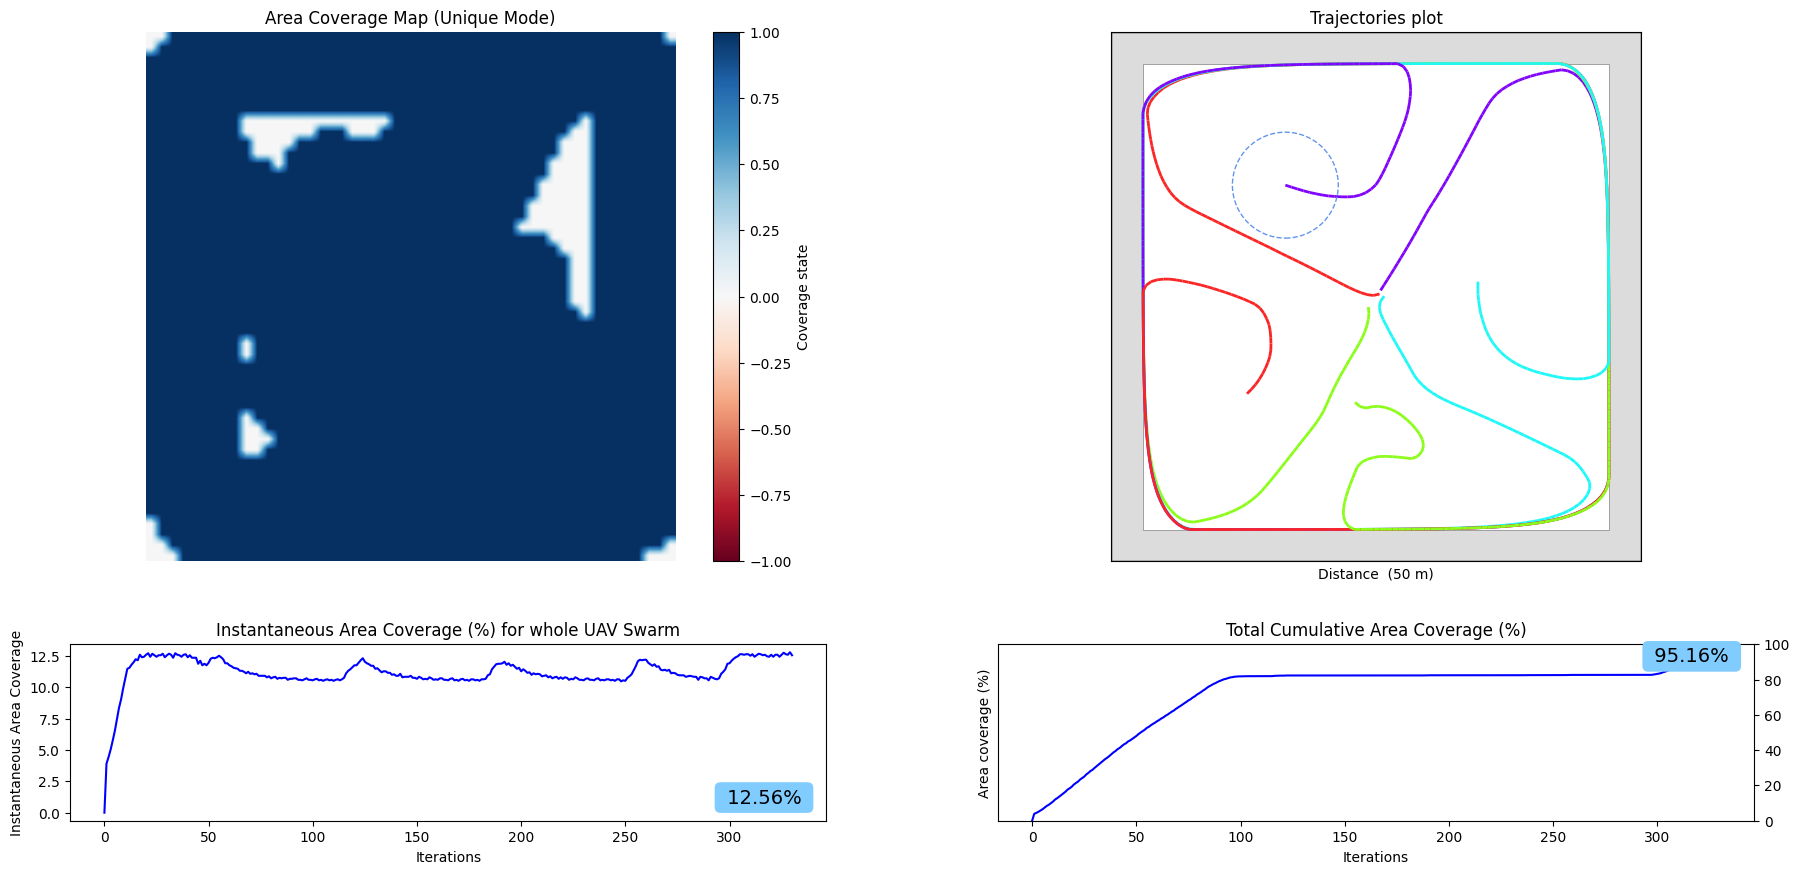 Area Coverage Map (Unique Mode)
1.00
0.75
0.50
0.25
0.00
−0.25
−0.50
−0.75
−1.00
Coverage state
Trajectories plot
Distance  (50 m)
Instantaneous Area Coverage (%) for whole UAV Swarm
Instantaneous Area Coverage
12.5
10.0
7.5
5.0
2.5
0.0
12.56%
0 50 100 150 200 250 300
Iterations
Total Cumulative Area Coverage (%)
Area coverage (%)
95.16%
100
80
60
40
20
0
0 50 100 150 200 250 300
Iterations